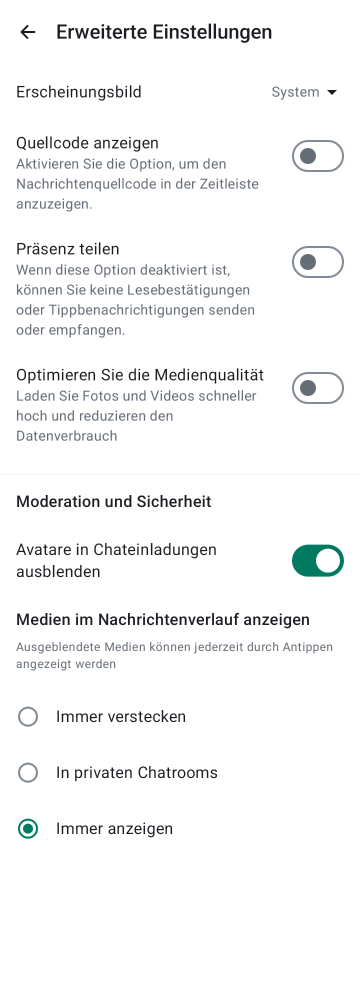 Erweiterte Einstellungen
Erscheinungsbild System
Quellcode anzeigen
Aktivieren Sie die Option, um den
Nachrichtenquellcode in der Zeitleiste
anzuzeigen.
Präsenz teilen
Wenn diese Option deaktiviert ist,
können Sie keine Lesebestätigungen
oder Tippbenachrichtigungen senden
oder empfangen.
Optimieren Sie die Medienqualität
Laden Sie Fotos und Videos schneller
hoch und reduzieren den
Datenverbrauch
Moderation und Sicherheit
Avatare in Chateinladungen
ausblenden
Medien im Nachrichtenverlauf anzeigen
Ausgeblendete Medien können jederzeit durch Antippen
angezeigt werden
Immer verstecken
In privaten Chatrooms
Immer anzeigen